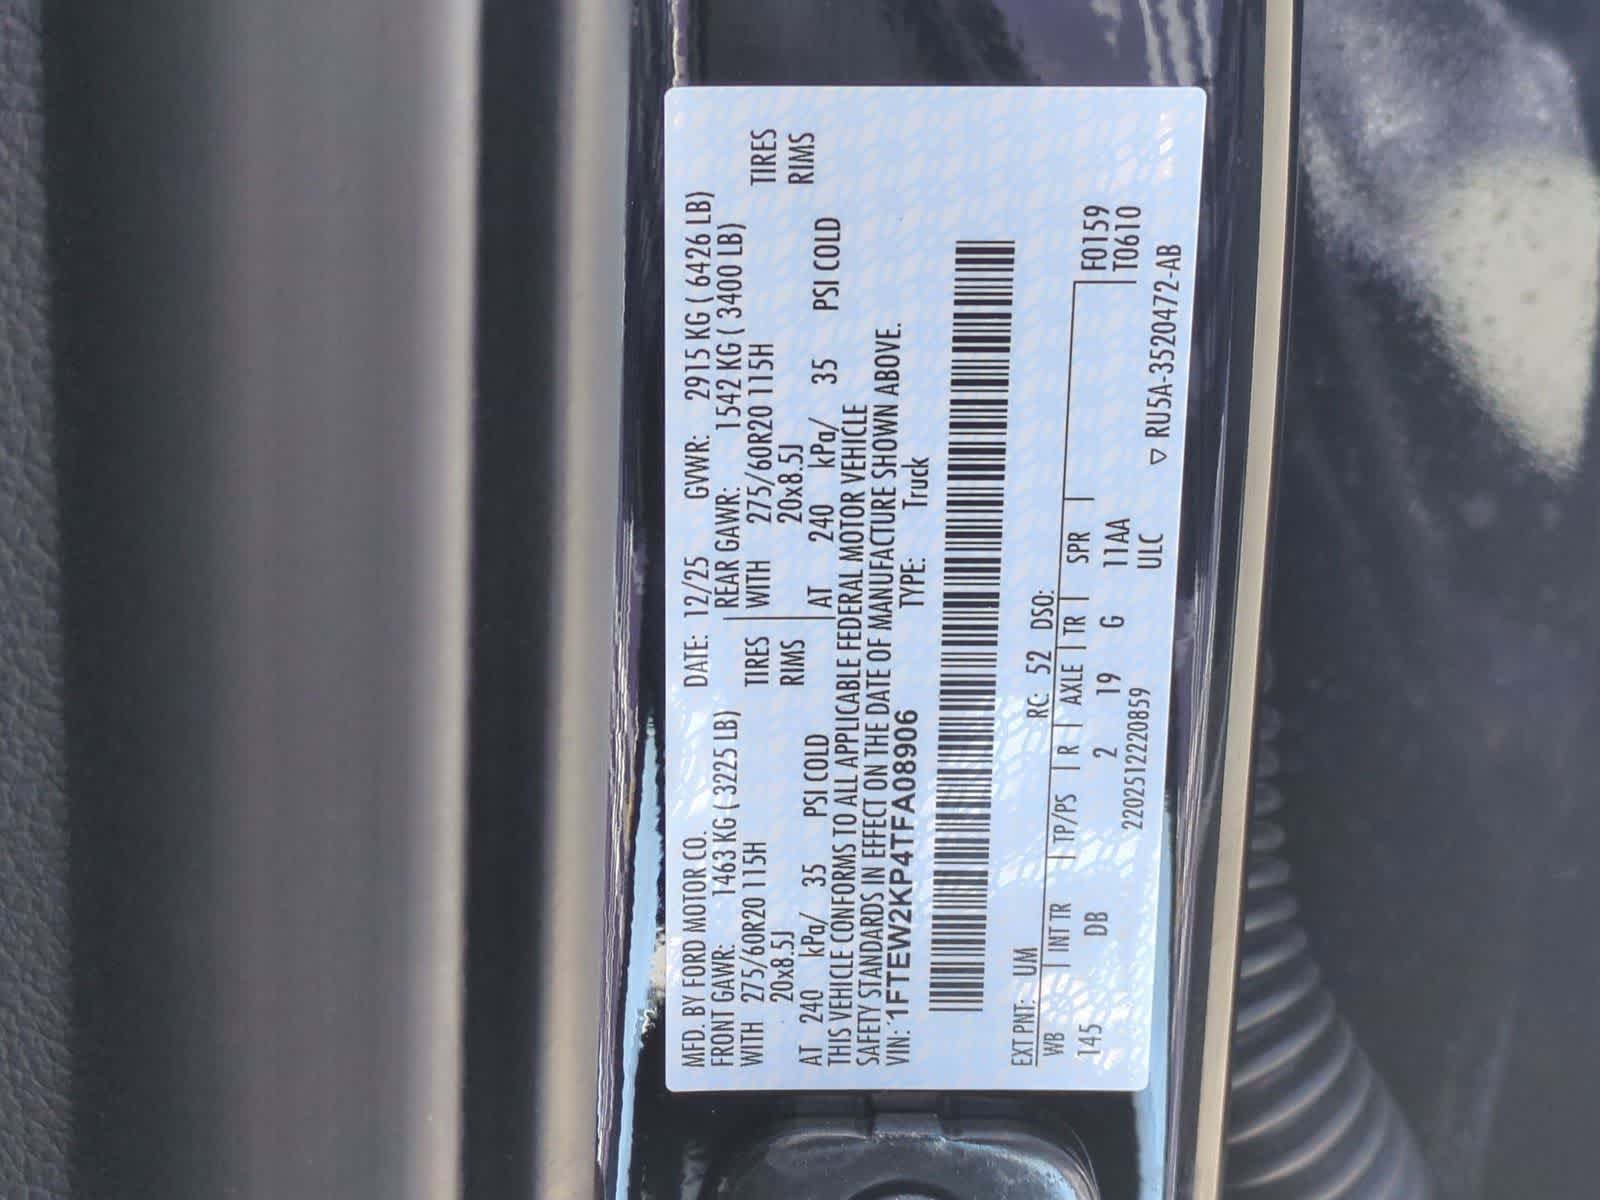 MFD. BY FORD MOTOR CO. DATE: 12/25 GVWR: 2915 KG ( 6426 LB)
FRONT GAWR: 1463 KG ( 3225 LB) REAR GAWR: 1542 KG ( 3400 LB)
WITH 275/60R20 115H TIRES WITH 275/60R20 115H TIRES
20x8.5J RIMS 20x8.5J RIMS
AT 240 kPa/ 35 PSI COLD AT 240 kPa/ 35 PSI COLD
THIS VEHICLE CONFORMS TO ALL APPLICABLE FEDERAL MOTOR VEHICLE
SAFETY STANDARDS IN EFFECT ON THE DATE OF MANUFACTURE SHOWN ABOVE.
VIN: 1FTEW2KP4TFA08906 TYPE: Truck
EXT PNT: UM RC: 52 DSO: F0159
WB INT TR TP/PS R AXLE TR SPR T0610
145 DB 2 19 G 11AA
2202512220859 ULC ▽ RU5A-3520472-AB